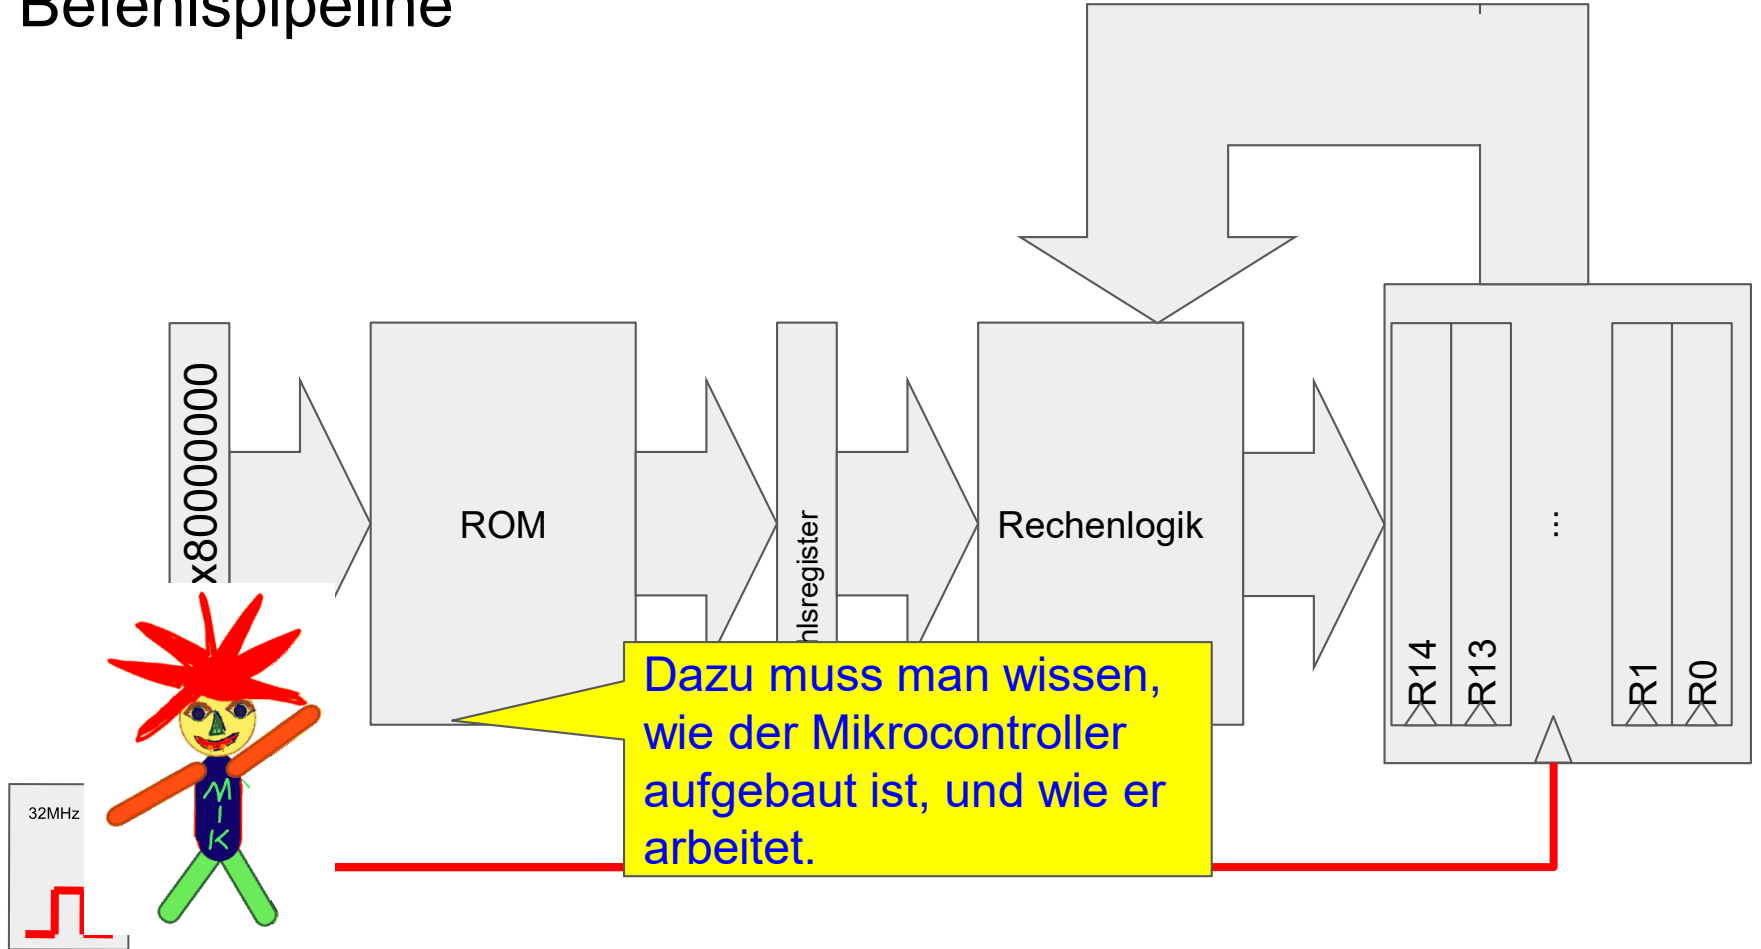 Befehlspipeline
x80000000
ROM
hlsregister
Rechenlogik
R14
R13
...
R1
R0
32MHz
MIK
Dazu muss man wissen,
wie der Mikrocontroller
aufgebaut ist, und wie er
arbeitet.